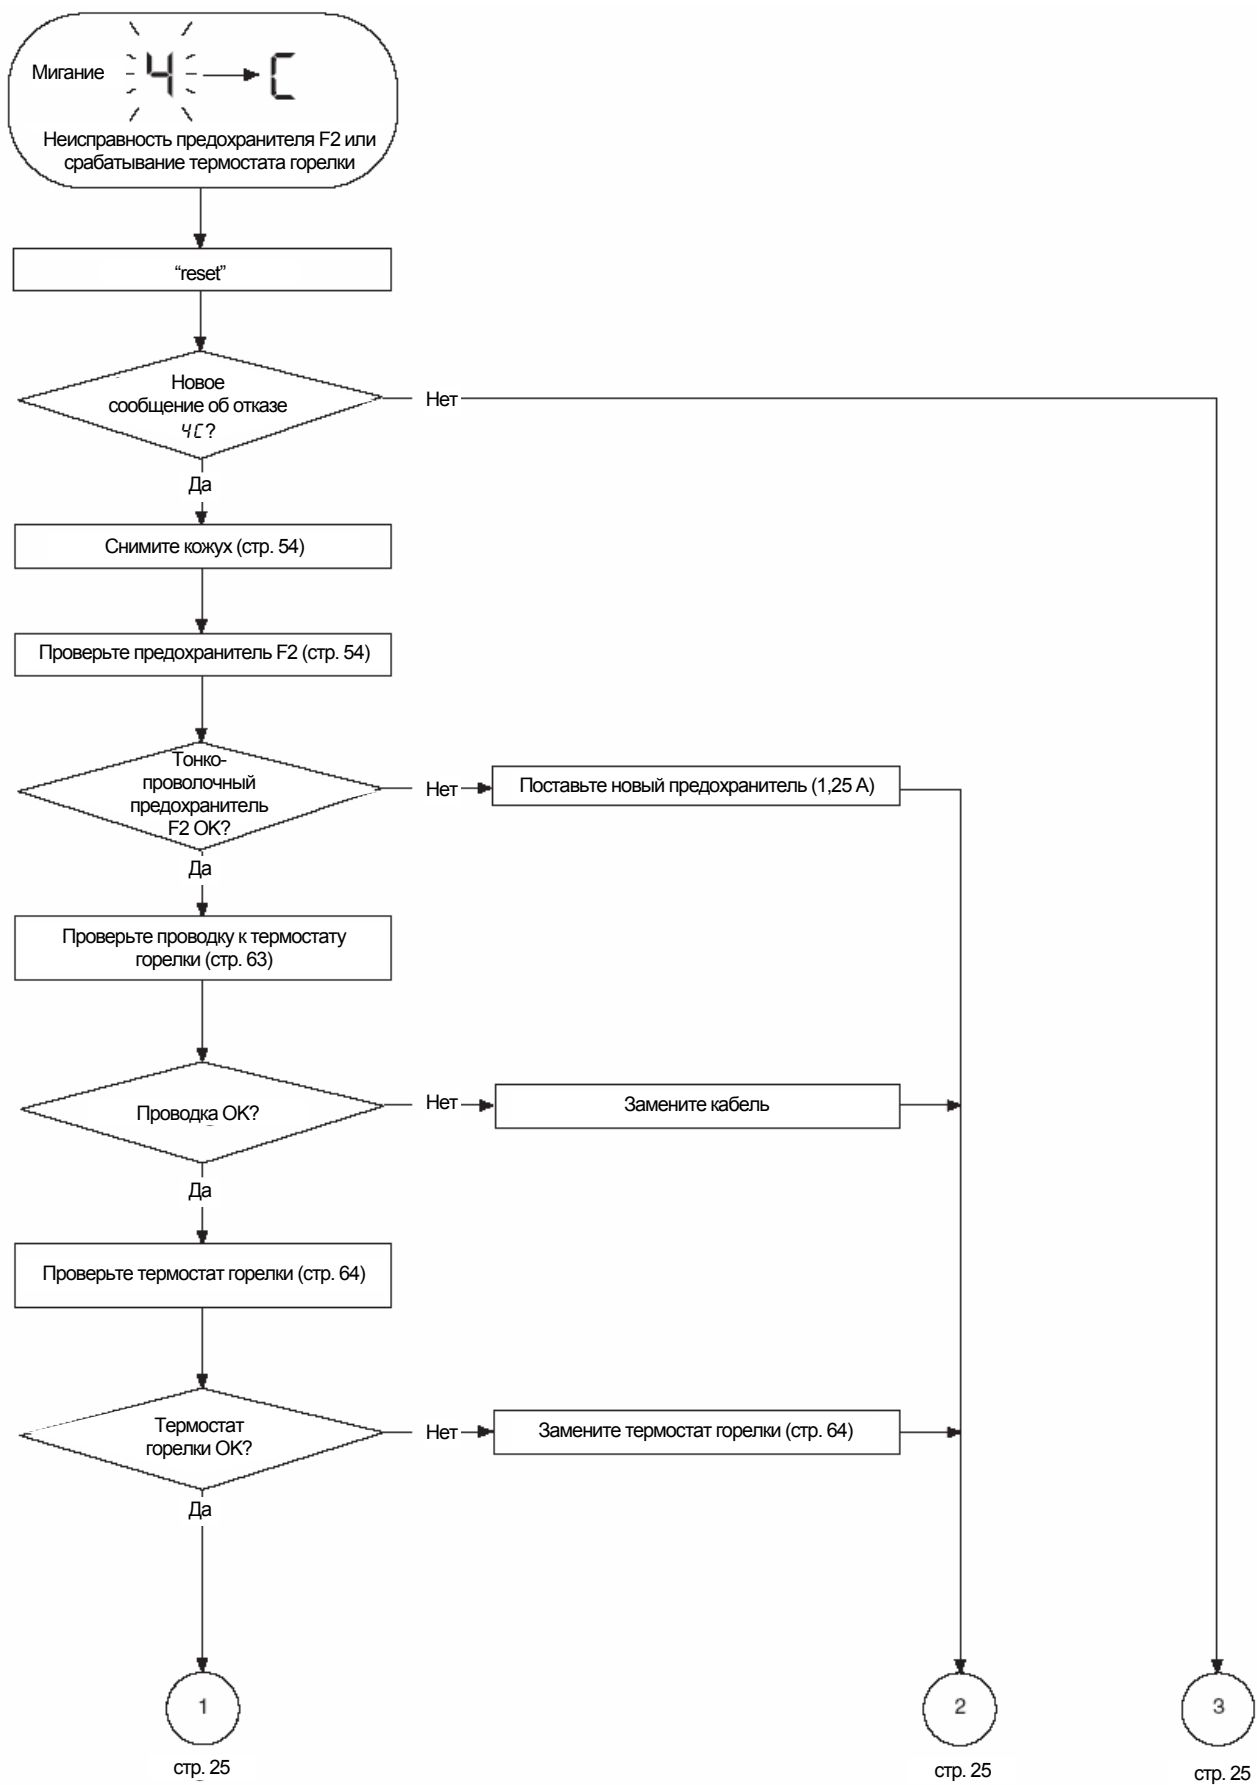 Мигание 4 C
Неисправность предохранителя F2 или
срабатывание термостата горелки
“reset”
Новое
сообщение об отказе
4C?
Нет
Да
Снимите кожух (стр. 54)
Проверьте предохранитель F2 (стр. 54)
Тонко-
проволочный
предохранитель
F2 OK?
Нет
Поставьте новый предохранитель (1,25 А)
Да
Проверьте проводку к термостату
горелки (стр. 63)
Проводка OK?
Нет
Замените кабель
Да
Проверьте термостат горелки (стр. 64)
Термостат
горелки OK?
Нет
Замените термостат горелки (стр. 64)
Да
1
2
3
стр. 25
стр. 25
стр. 25